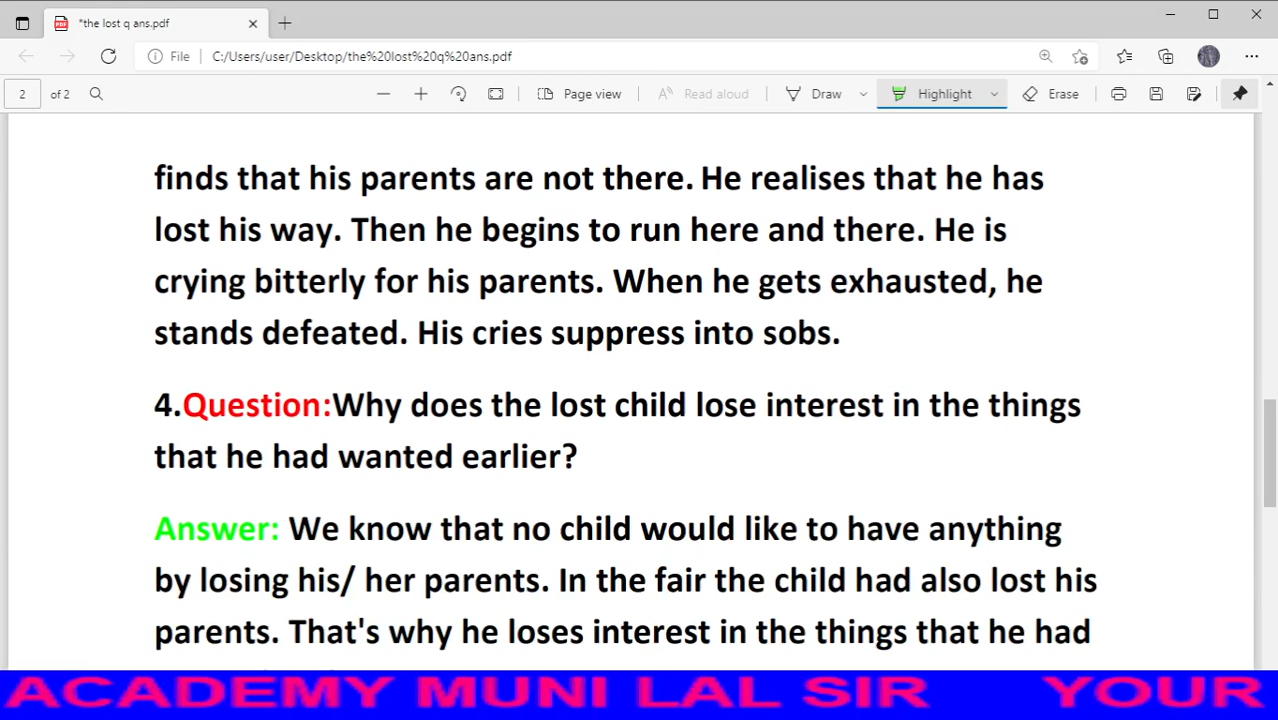 *the lost q ans.pdf
File C:/Users/user/Desktop/the%20lost%20q%20ans.pdf
2 of 2 Page view Read aloud Draw Highlight Erase
finds that his parents are not there. He realises that he has
lost his way. Then he begins to run here and there. He is
crying bitterly for his parents. When he gets exhausted, he
stands defeated. His cries suppress into sobs.
4.Question:Why does the lost child lose interest in the things
that he had wanted earlier?
Answer: We know that no child would like to have anything
by losing his/ her parents. In the fair the child had also lost his
parents. That's why he loses interest in the things that he had
ACADEMY MUNI LAL SIR YOUR